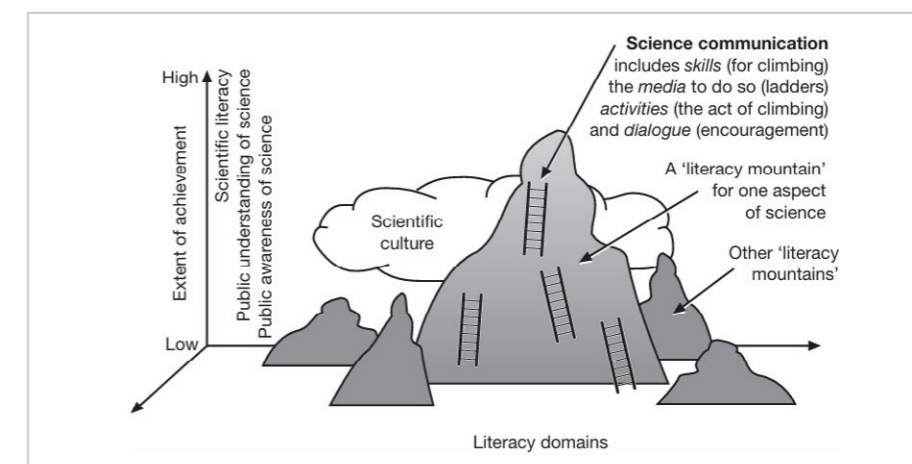 Science communication
includes skills (for climbing)
the media to do so (ladders)
activities (the act of climbing)
and dialogue (encouragement)
High
Extent of achievement
Scientific literacy
Public understanding of science
Public awareness of science
A ‘literacy mountain’
for one aspect
of science
Scientific
culture
Other ‘literacy
mountains’
Low
Literacy domains